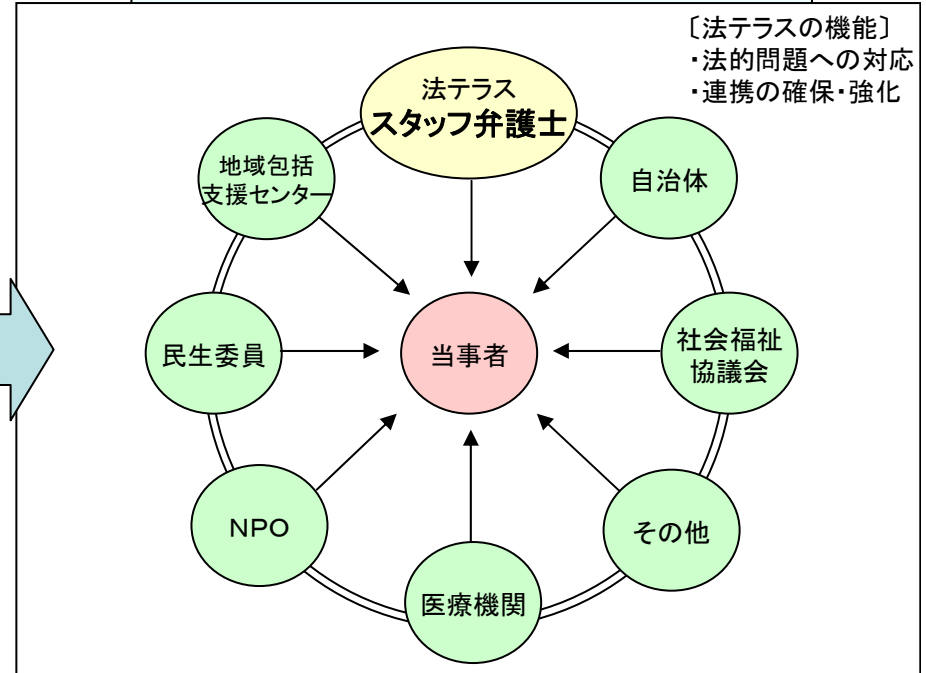 〔法テラスの機能〕
・法的問題への対応
・連携の確保・強化
法テラス
スタッフ弁護士
地域包括
支援センター
自治体
民生委員
当事者
社会福祉
協議会
NPO
その他
医療機関